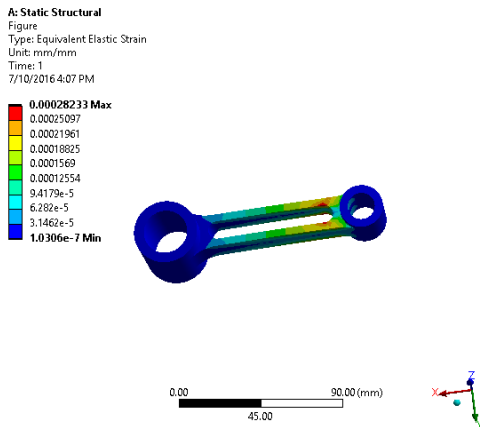 A: Static Structural
Figure
Type: Equivalent Elastic Strain
Unit: mm/mm
Time: 1
7/10/2016 4:07 PM
0.00028233 Max
0.00025097
0.00021961
0.00018825
0.0001569
0.00012554
9.4179e-5
6.282e-5
3.1462e-5
1.0306e-7 Min
0.00 90.00 (mm)
45.00
Z
X